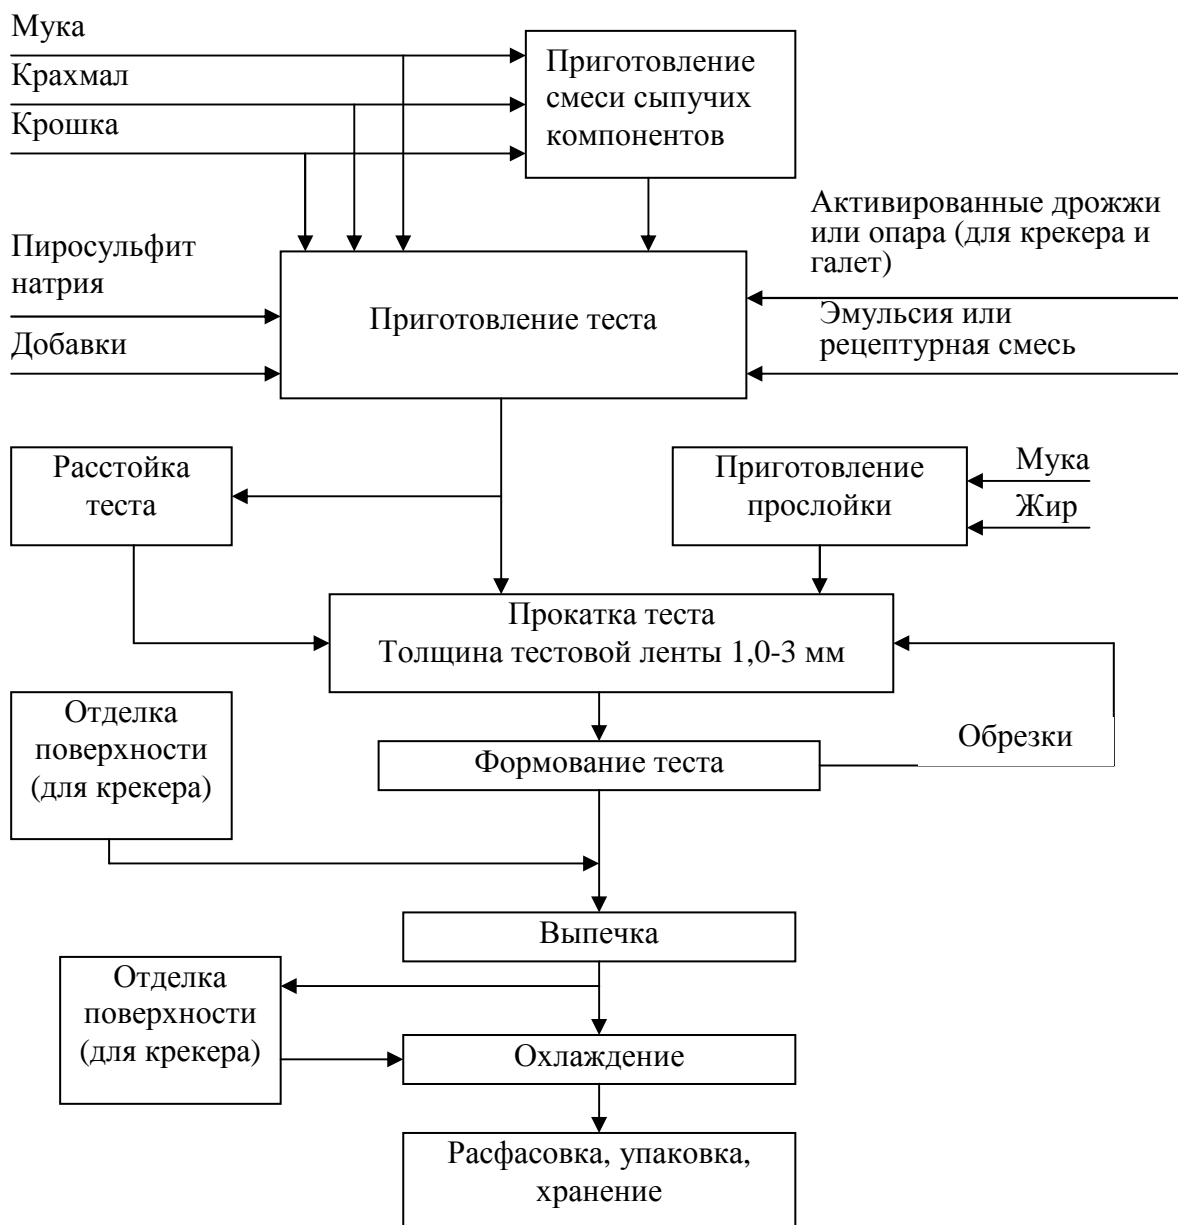 Мука
Крахмал
Крошка
Приготовление
смеси сыпучих
компонентов
Активированные дрожжи
или опара (для крекера и
галет)
Пиросульфит
натрия
Добавки
Приготовление теста
Эмульсия или
рецептурная смесь
Расстойка
теста
Приготовление
прослойки
Мука
Жир
Прокатка теста
Толщина тестовой ленты 1,0-3 мм
Отделка
поверхности
(для крекера)
Формование теста
Обрезки
Выпечка
Отделка
поверхности
(для крекера)
Охлаждение
Расфасовка, упаковка,
хранение